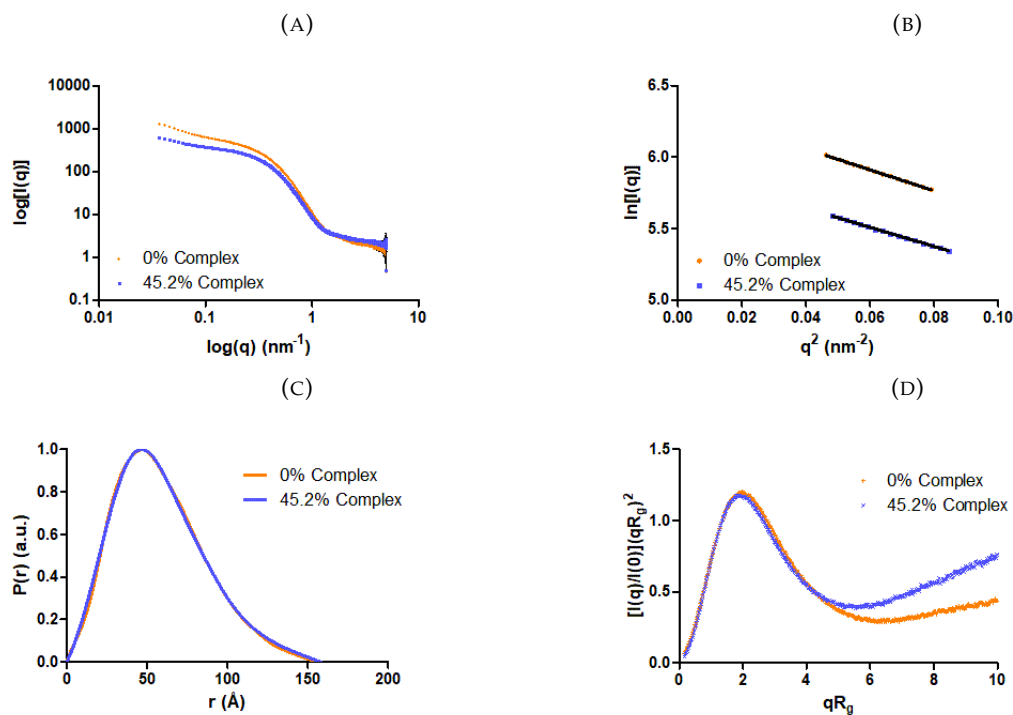 (A)
10000
1000
100
10
1
0.1
0.01
0.1
1
10
log[I(q)]
log(q) (nm⁻¹)
0% Complex
45.2% Complex
(B)
6.5
6.0
5.5
5.0
0.00
0.02
0.04
0.06
0.08
0.10
ln[I(q)]
q² (nm⁻²)
0% Complex
45.2% Complex
(C)
1.0
0.8
0.6
0.4
0.2
0.0
0
50
100
150
200
P(r) (a.u.)
r (Å)
0% Complex
45.2% Complex
(D)
1.5
1.0
0.5
0.0
0
2
4
6
8
10
[I(q)/I(0)](qRg)²
qRg
0% Complex
45.2% Complex